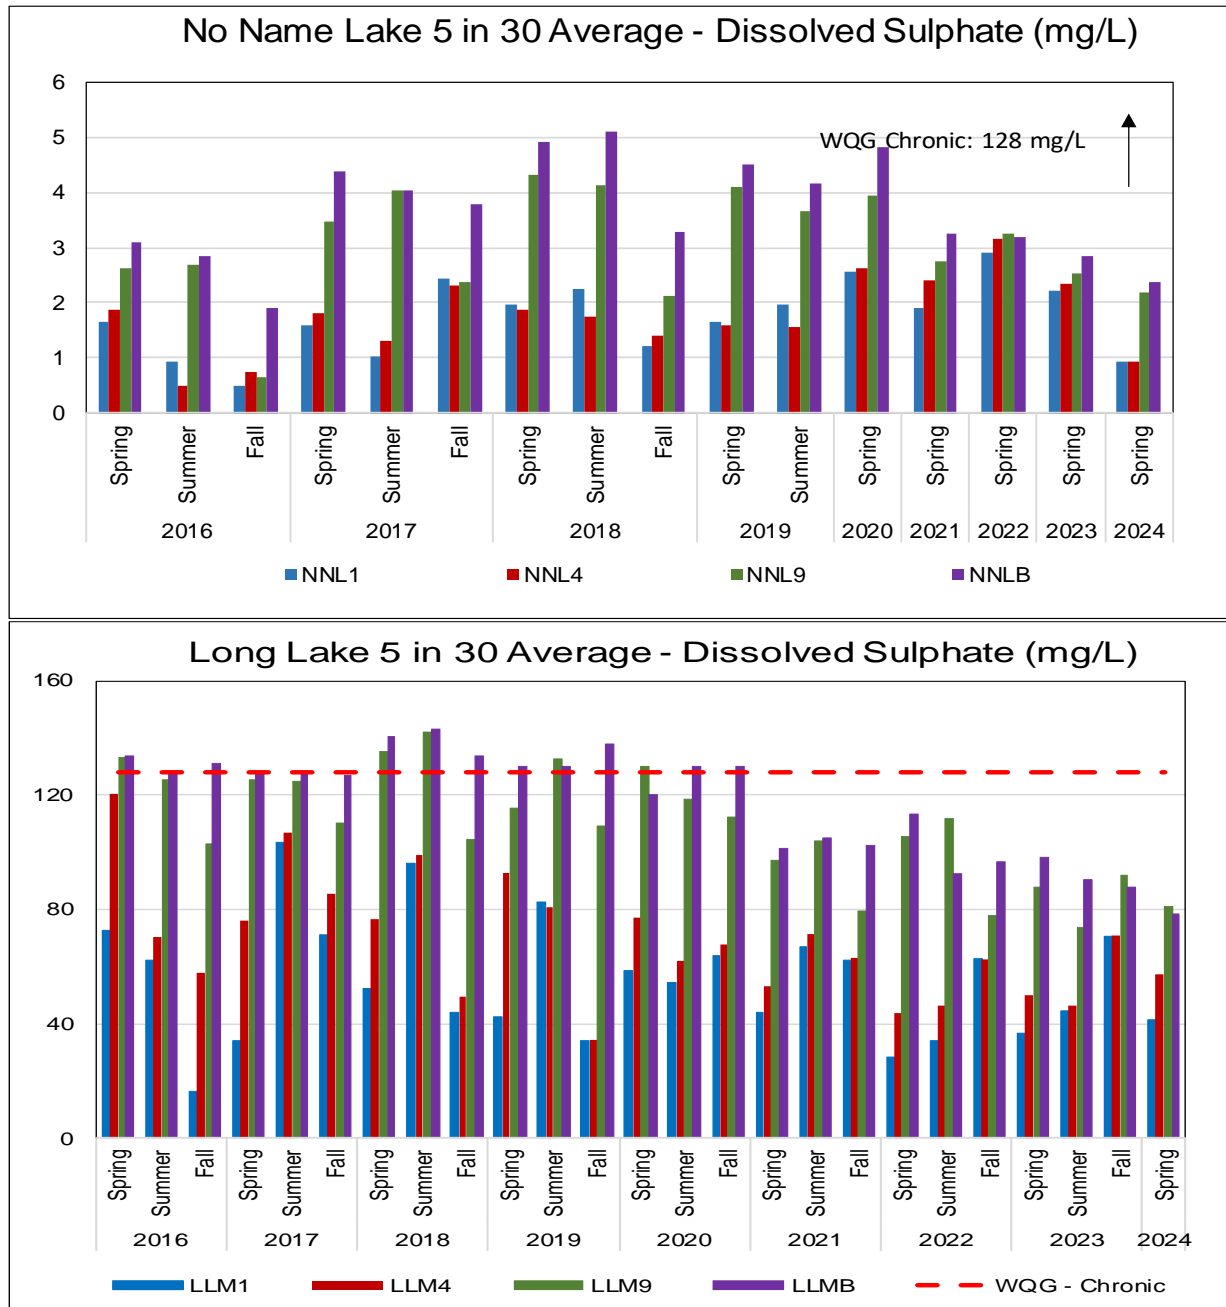 No Name Lake 5 in 30 Average - Dissolved Sulphate (mg/L)
6
5
WQG Chronic: 128 mg/L
4
3
2
1
0
Spring Summer Fall Spring Summer Fall Spring Summer Fall Spring Summer Spring Spring Spring Spring Spring
2016 2017 2018 2019 2020 2021 2022 2023 2024
NNL1 NNL4 NNL9 NNLB
Long Lake 5 in 30 Average - Dissolved Sulphate (mg/L)
160
120
80
40
0
Spring Summer Fall Spring Summer Fall Spring Summer Fall Spring Summer Fall Spring Summer Fall Spring Summer Fall Spring Summer Fall Spring Summer Fall Spring
2016 2017 2018 2019 2020 2021 2022 2023 2024
LLM1 LLM4 LLM9 LLMB WQG - Chronic